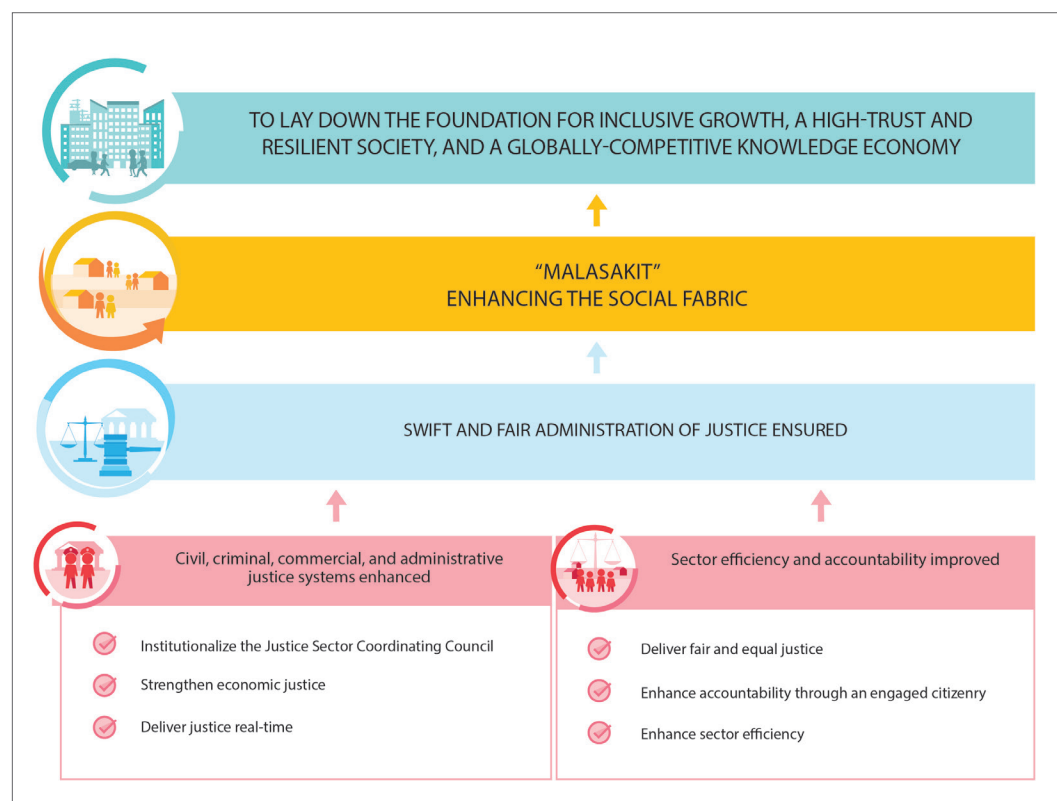 TO LAY DOWN THE FOUNDATION FOR INCLUSIVE GROWTH, A HIGH-TRUST AND
RESILIENT SOCIETY, AND A GLOBALLY-COMPETITIVE KNOWLEDGE ECONOMY
“MALASAKIT”
ENHANCING THE SOCIAL FABRIC
SWIFT AND FAIR ADMINISTRATION OF JUSTICE ENSURED
Civil, criminal, commercial, and administrative
justice systems enhanced
Institutionalize the Justice Sector Coordinating Council
Strengthen economic justice
Deliver justice real-time
Sector efficiency and accountability improved
Deliver fair and equal justice
Enhance accountability through an engaged citizenry
Enhance sector efficiency